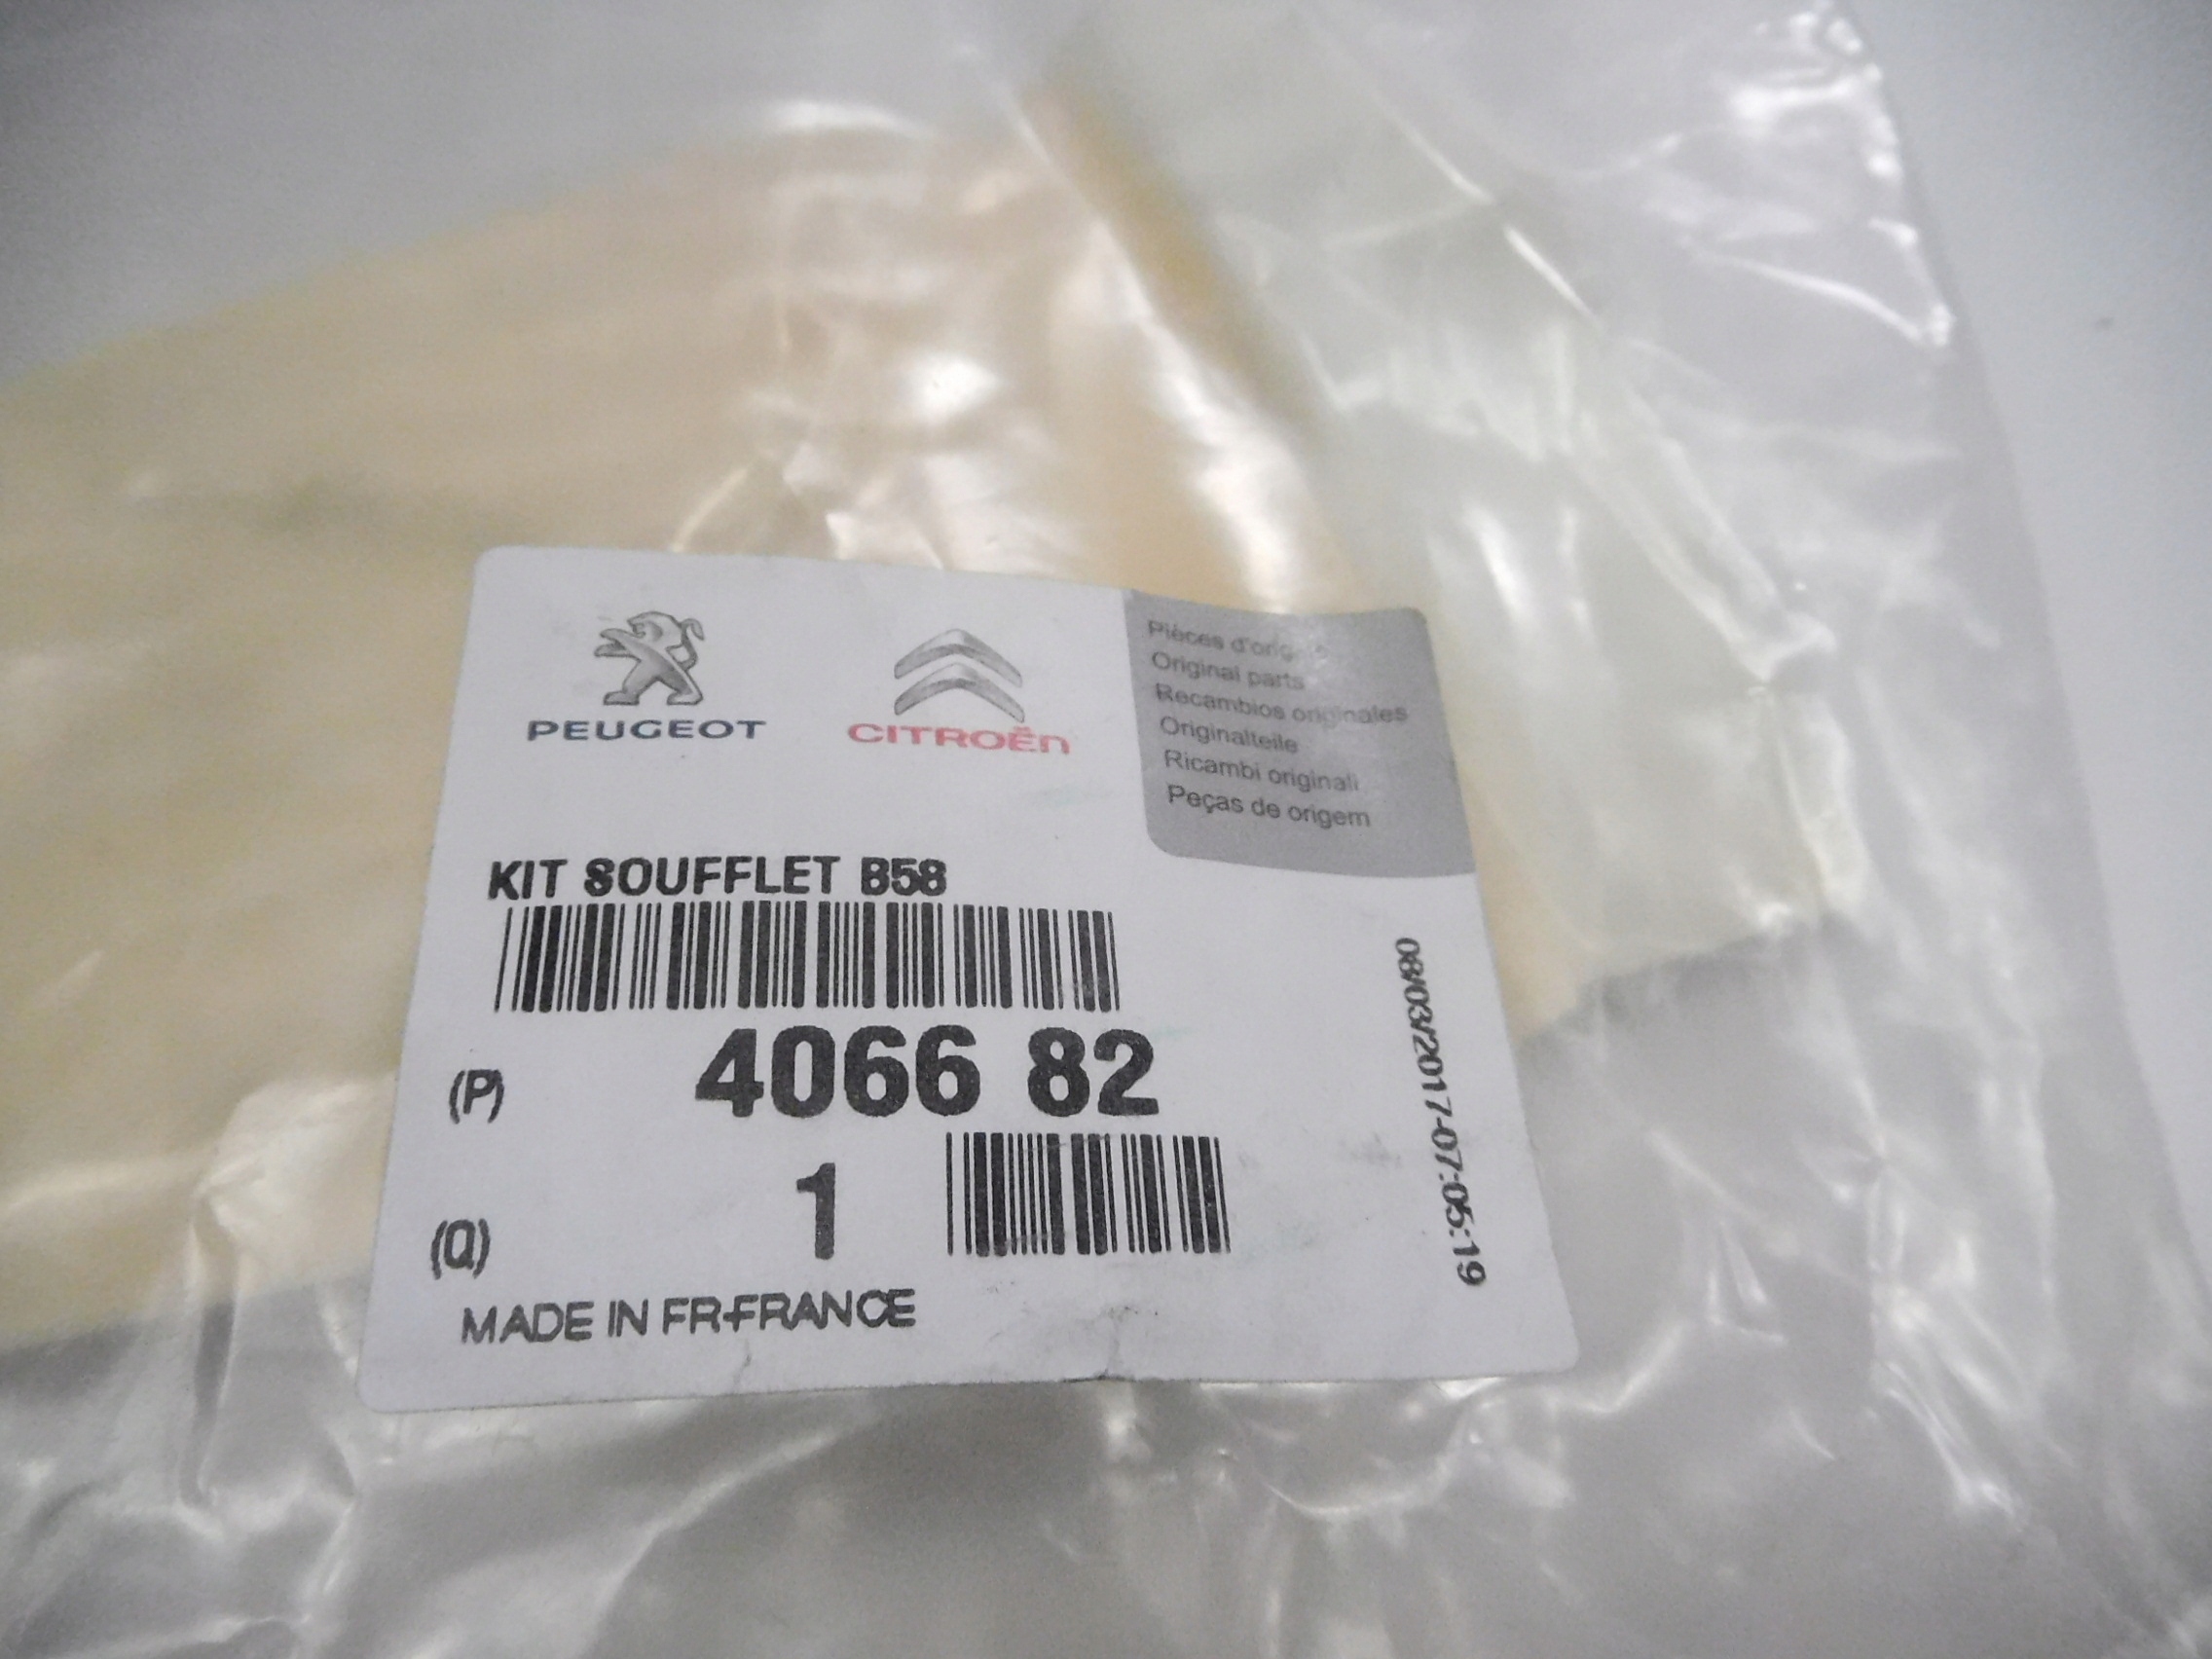 PEUGEOT
CITROËN
Pièces d'origine
Original parts
Recambios originales
Originalteile
Ricambi originali
Peças de origem
KIT SOUFFLET B58
(P) 4066 82
(Q) 1
MADE IN FR-FRANCE
08/03/2017-07:05:19